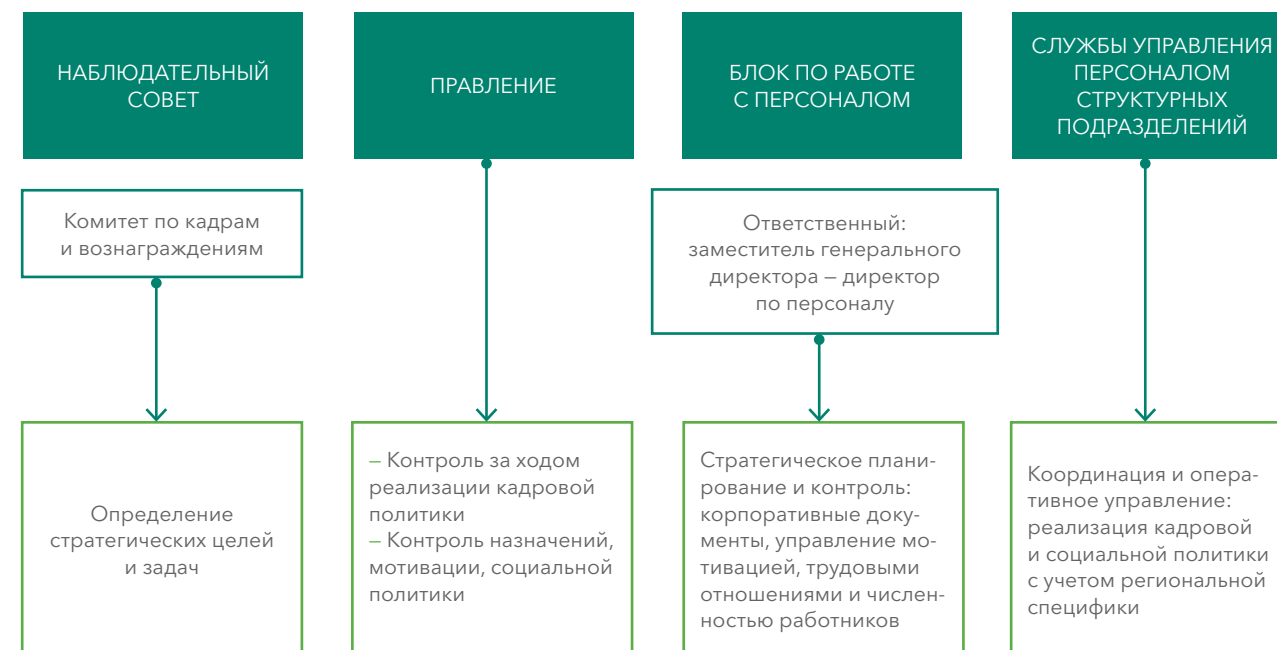 НАБЛЮДАТЕЛЬНЫЙ
СОВЕТ
ПРАВЛЕНИЕ
БЛОК ПО РАБОТЕ
С ПЕРСОНАЛОМ
СЛУЖБЫ УПРАВЛЕНИЯ
ПЕРСОНАЛОМ
СТРУКТУРНЫХ
ПОДРАЗДЕЛЕНИЙ
Комитет по кадрам
и вознаграждениям
Ответственный:
заместитель генерального
директора — директор
по персоналу
Определение
стратегических целей
и задач
— Контроль за ходом
реализации кадровой
политики
— Контроль назначений,
мотивации, социальной
политики
Стратегическое плани-
рование и контроль:
корпоративные доку-
менты, управление мо-
тивацией, трудовыми
отношениями и числен-
ностью работников
Координация и опера-
тивное управление:
реализация кадровой
и социальной политики
с учетом региональной
специфики